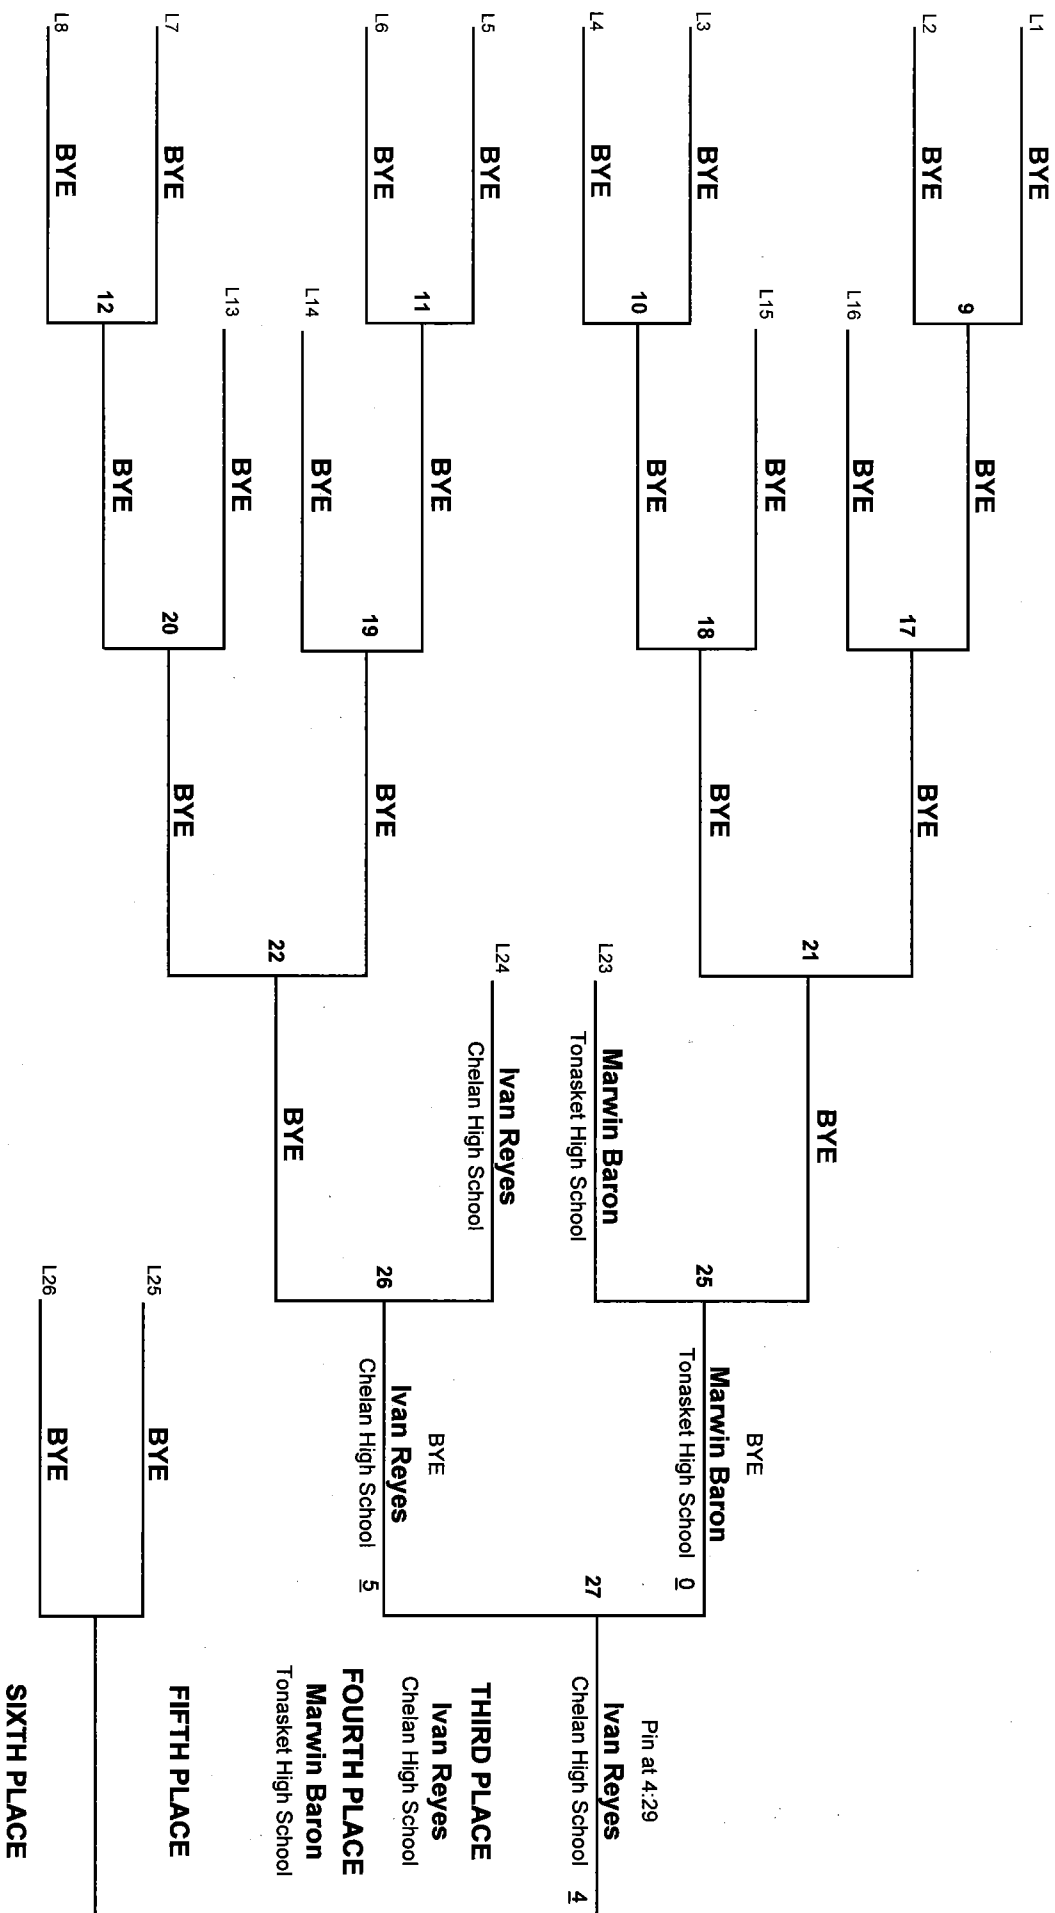 L1
BYE
9
L2
BYE
BYE
17
L16
BYE
BYE
L3
BYE
10
L4
BYE
L15
BYE
18
BYE
BYE
21
BYE
L23
Marwin Baron
Tonasket High School
25
BYE
Marwin Baron
Tonasket High School 0
L5
BYE
11
L6
BYE
BYE
19
L14
BYE
BYE
L7
BYE
12
L8
BYE
L13
BYE
20
BYE
BYE
22
BYE
L24
Ivan Reyes
Chelan High School
26
BYE
Ivan Reyes
Chelan High School 5
27
Pin at 4:29
Ivan Reyes
Chelan High School 4
THIRD PLACE
Ivan Reyes
Chelan High School
FOURTH PLACE
Marwin Baron
Tonasket High School
L25
BYE
L26
BYE
FIFTH PLACE
SIXTH PLACE